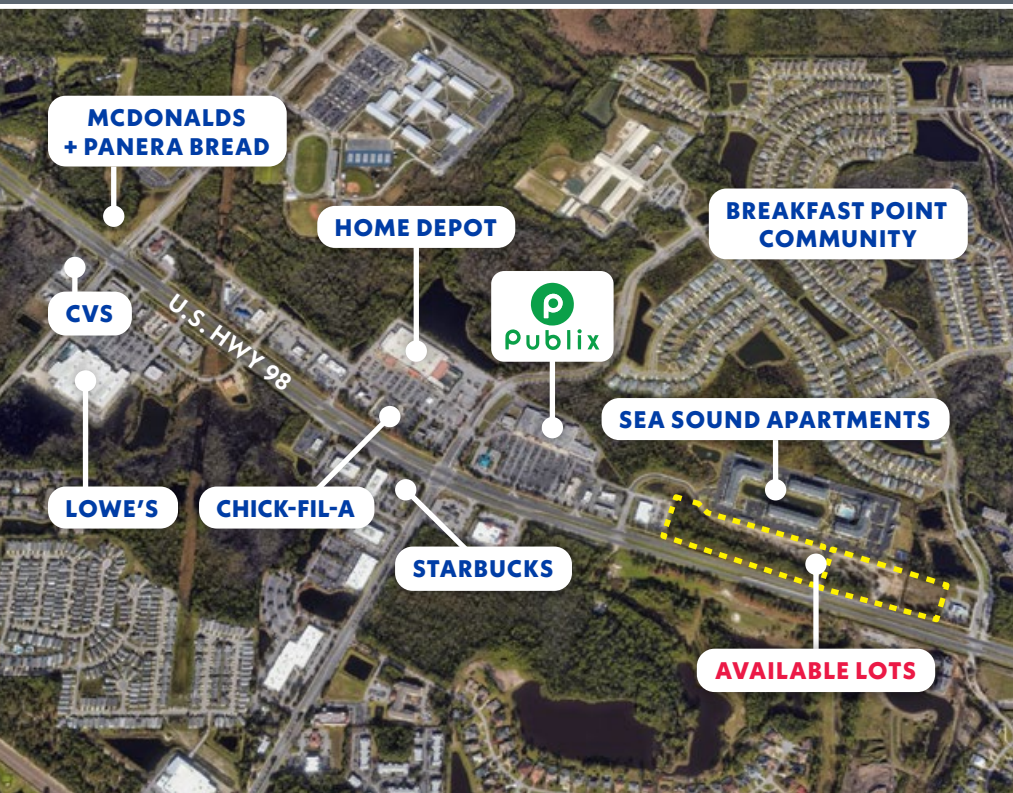 MCDONALDS
+ PANERA BREAD
HOME DEPOT
BREAKFAST POINT
COMMUNITY
CVS
U.S. HWY 98
Publix
SEA SOUND APARTMENTS
LOWE'S
CHICK-FIL-A
STARBUCKS
AVAILABLE LOTS